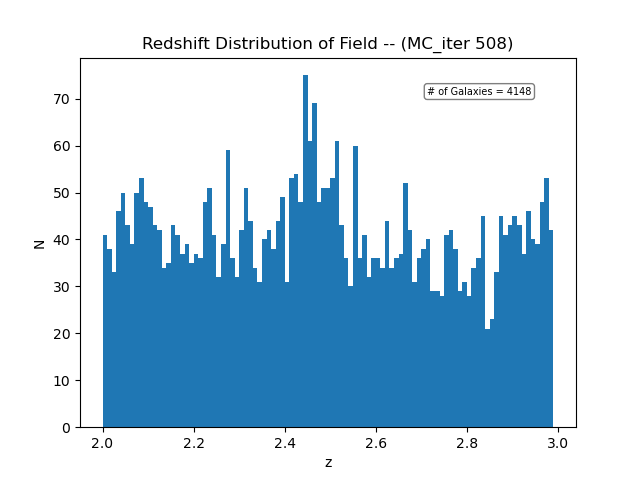 Redshift Distribution of Field -- (MC_iter 508)
# of Galaxies = 4148
70
60
50
40
30
20
10
0
N
2.0 2.2 2.4 2.6 2.8 3.0
z